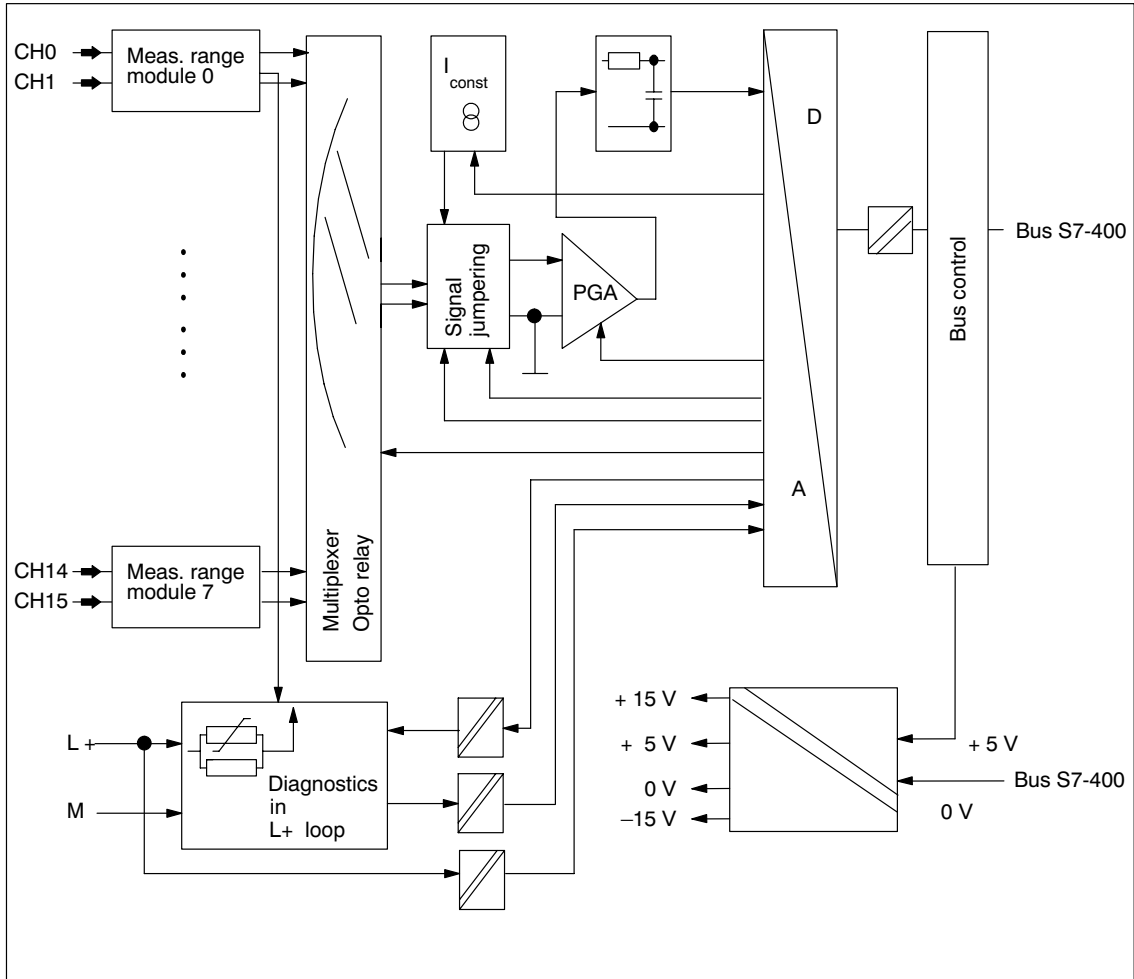 CH0
CH1
Meas. range
module 0
I const
D
Bus S7-400
Signal
jumpering
PGA
Bus control
A
CH14
CH15
Meas. range
module 7
Multiplexer
Opto relay
L +
M
Diagnostics
in
L+ loop
+ 15 V
+ 5 V
0 V
–15 V
+ 5 V
Bus S7-400
0 V